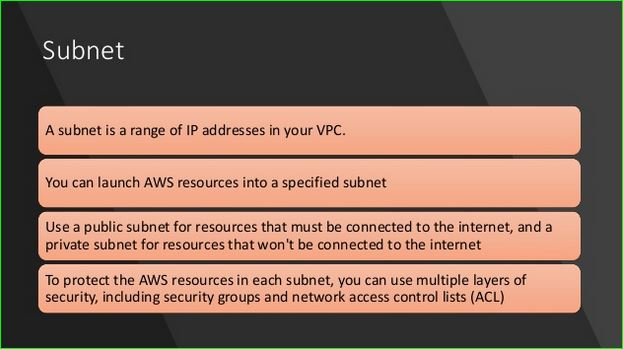 Subnet
A subnet is a range of IP addresses in your VPC.
You can launch AWS resources into a specified subnet
Use a public subnet for resources that must be connected to the internet, and a
private subnet for resources that won't be connected to the internet
To protect the AWS resources in each subnet, you can use multiple layers of
security, including security groups and network access control lists (ACL)